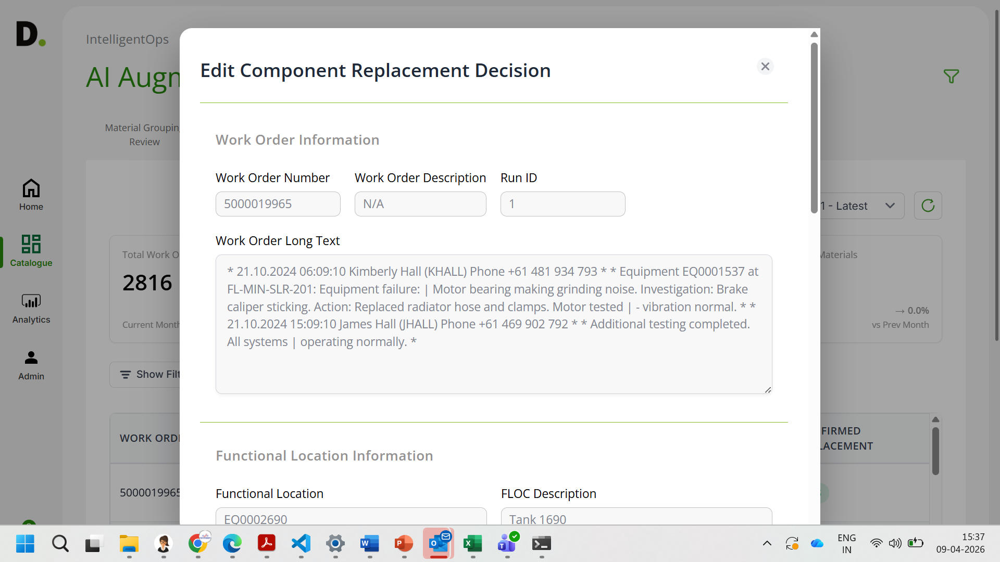 D.
IntelligentOps
AI Augm
Material Grouping
Review
Home
Catalogue
Analytics
Admin
Total Work O
2816
Current Month
Show Filt
WORK ORDE
5000019965
Edit Component Replacement Decision
Work Order Information
Work Order Number
Work Order Description
Run ID
5000019965
N/A
1
Work Order Long Text
* 21.10.2024 06:09:10 Kimberly Hall (KHALL) Phone +61 481 934 793 * * Equipment EQ0001537 at
FL-MIN-SLR-201: Equipment failure: | Motor bearing making grinding noise. Investigation: Brake
caliper sticking. Action: Replaced radiator hose and clamps. Motor tested | - vibration normal. * *
21.10.2024 15:09:10 James Hall (JHALL) Phone +61 469 902 792 * * Additional testing completed.
All systems | operating normally. *
Functional Location Information
Functional Location
FLOC Description
EQ0002690
Tank 1690
1 - Latest
Materials
→ 0.0%
vs Prev Month
FIRMED
LACEMENT
ENG
IN
15:37
09-04-2026